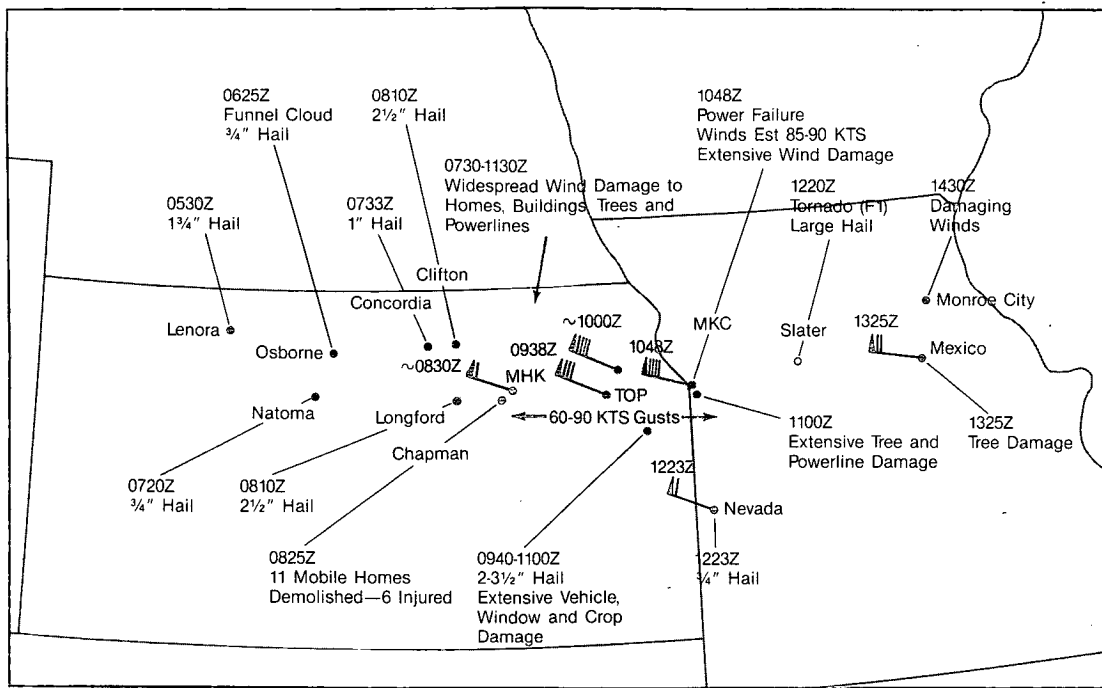 0625Z
Funnel Cloud
¾" Hail
0810Z
2½" Hail
1048Z
Power Failure
Winds Est 85-90 KTS
Extensive Wind Damage
0730-1130Z
Widespread Wind Damage to
Homes, Buildings, Trees and
Powerlines
0530Z
1¾" Hail
0733Z
1" Hail
1220Z
Tornado (F1)
Large Hail
1430Z
Damaging
Winds
Clifton
Concordia
Lenora
Osborne
~0830Z
MHK
0938Z
~1000Z
1048Z
MKC
Slater
1325Z
Monroe City
Mexico
Natoma
Longford
Chapman
TOP
60-90 KTS Gusts
1100Z
Extensive Tree and
Powerline Damage
1325Z
Tree Damage
0720Z
¾" Hail
0810Z
2½" Hail
1223Z
Nevada
0825Z
11 Mobile Homes
Demolished—6 Injured
0940-1100Z
2-3½" Hail
Extensive Vehicle,
Window and Crop
Damage
1223Z
¾" Hail